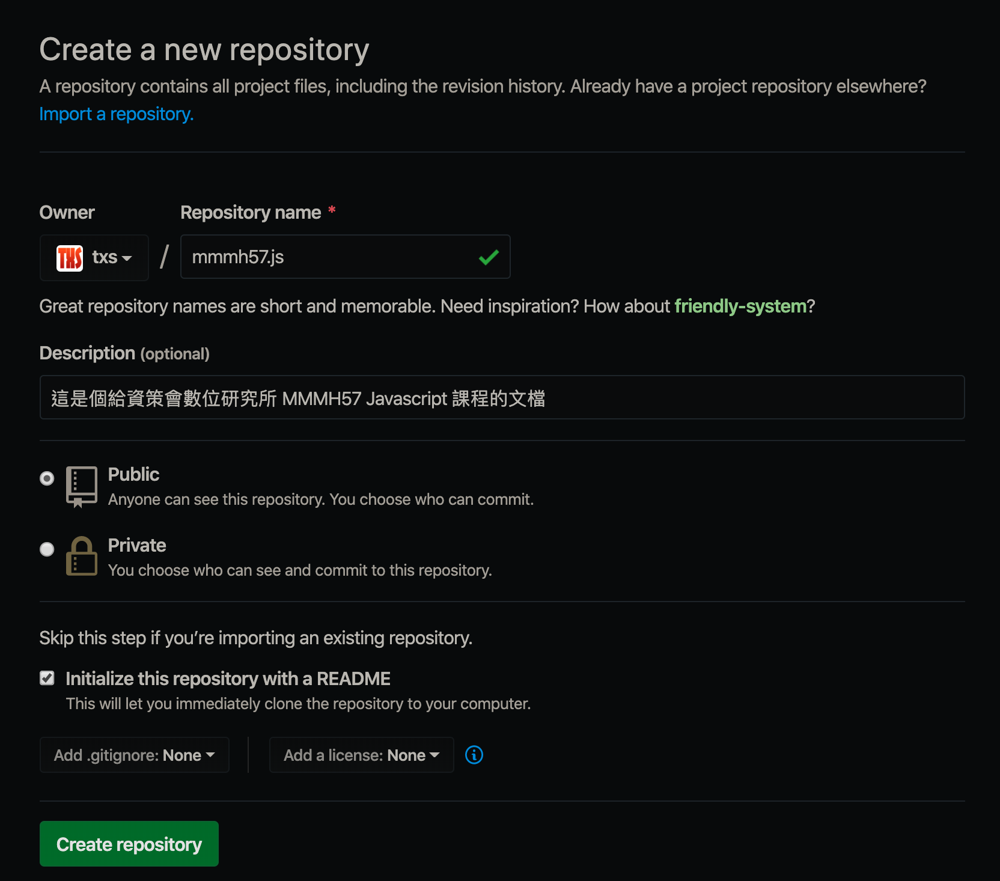 Create a new repository
A repository contains all project files, including the revision history. Already have a project repository elsewhere?
Import a repository.
Owner
Repository name *
THS txs / mmmh57.js
Great repository names are short and memorable. Need inspiration? How about friendly-system?
Description (optional)
這是個給資策會數位研究所 MMMH57 Javascript 課程的文檔
Public
Anyone can see this repository. You choose who can commit.
Private
You choose who can see and commit to this repository.
Skip this step if you’re importing an existing repository.
Initialize this repository with a README
This will let you immediately clone the repository to your computer.
Add .gitignore: None
Add a license: None
Create repository